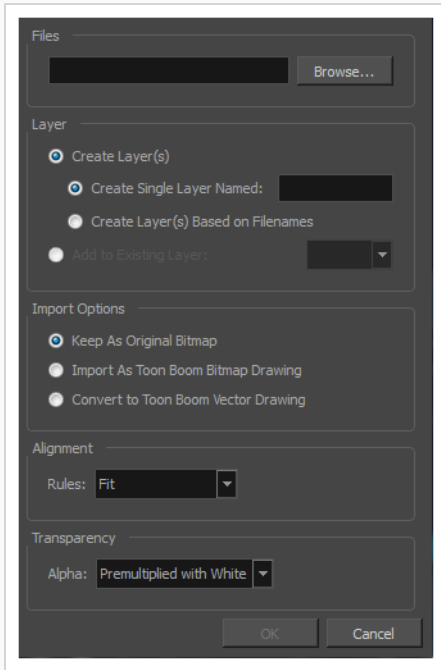 Files
Browse...
Layer
Create Layer(s)
Create Single Layer Named:
Create Layer(s) Based on Filenames
Add to Existing Layer:
Import Options
Keep As Original Bitmap
Import As Toon Boom Bitmap Drawing
Convert to Toon Boom Vector Drawing
Alignment
Rules: Fit
Transparency
Alpha: Premultiplied with White
OK Cancel